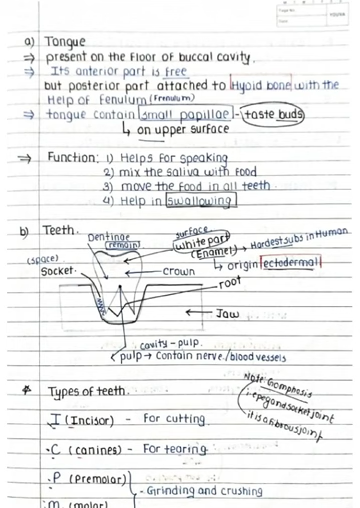 a) Tongue
⇒ present on the floor of buccal cavity.
⇒ Its anterior part is free
but posterior part attached to Hyoid bone with the
Help of Fenulum (Frenulum)
⇒ tongue contain small papillae - taste buds
↳ on upper surface
⇒ Function: 1) Helps for speaking
2) mix the saliva with food
3) move the food in all teeth
4) Help in swallowing
b) Teeth.
surface
Dentine (remain)
white part (Enamel) → Hardest subs in Human
↳ origin ectodermal
(space)
Socket
crown
root
Jaw
cavity - pulp.
pulp → Contain nerve/blood vessels
* Types of teeth.
Note: Gomphosis
i- epeg and socket joint
it is a fibrous joint
I (Incisor) - For cutting.
C (canines) - For tearing
P (Premolar)
- Grinding and crushing
m (molar)